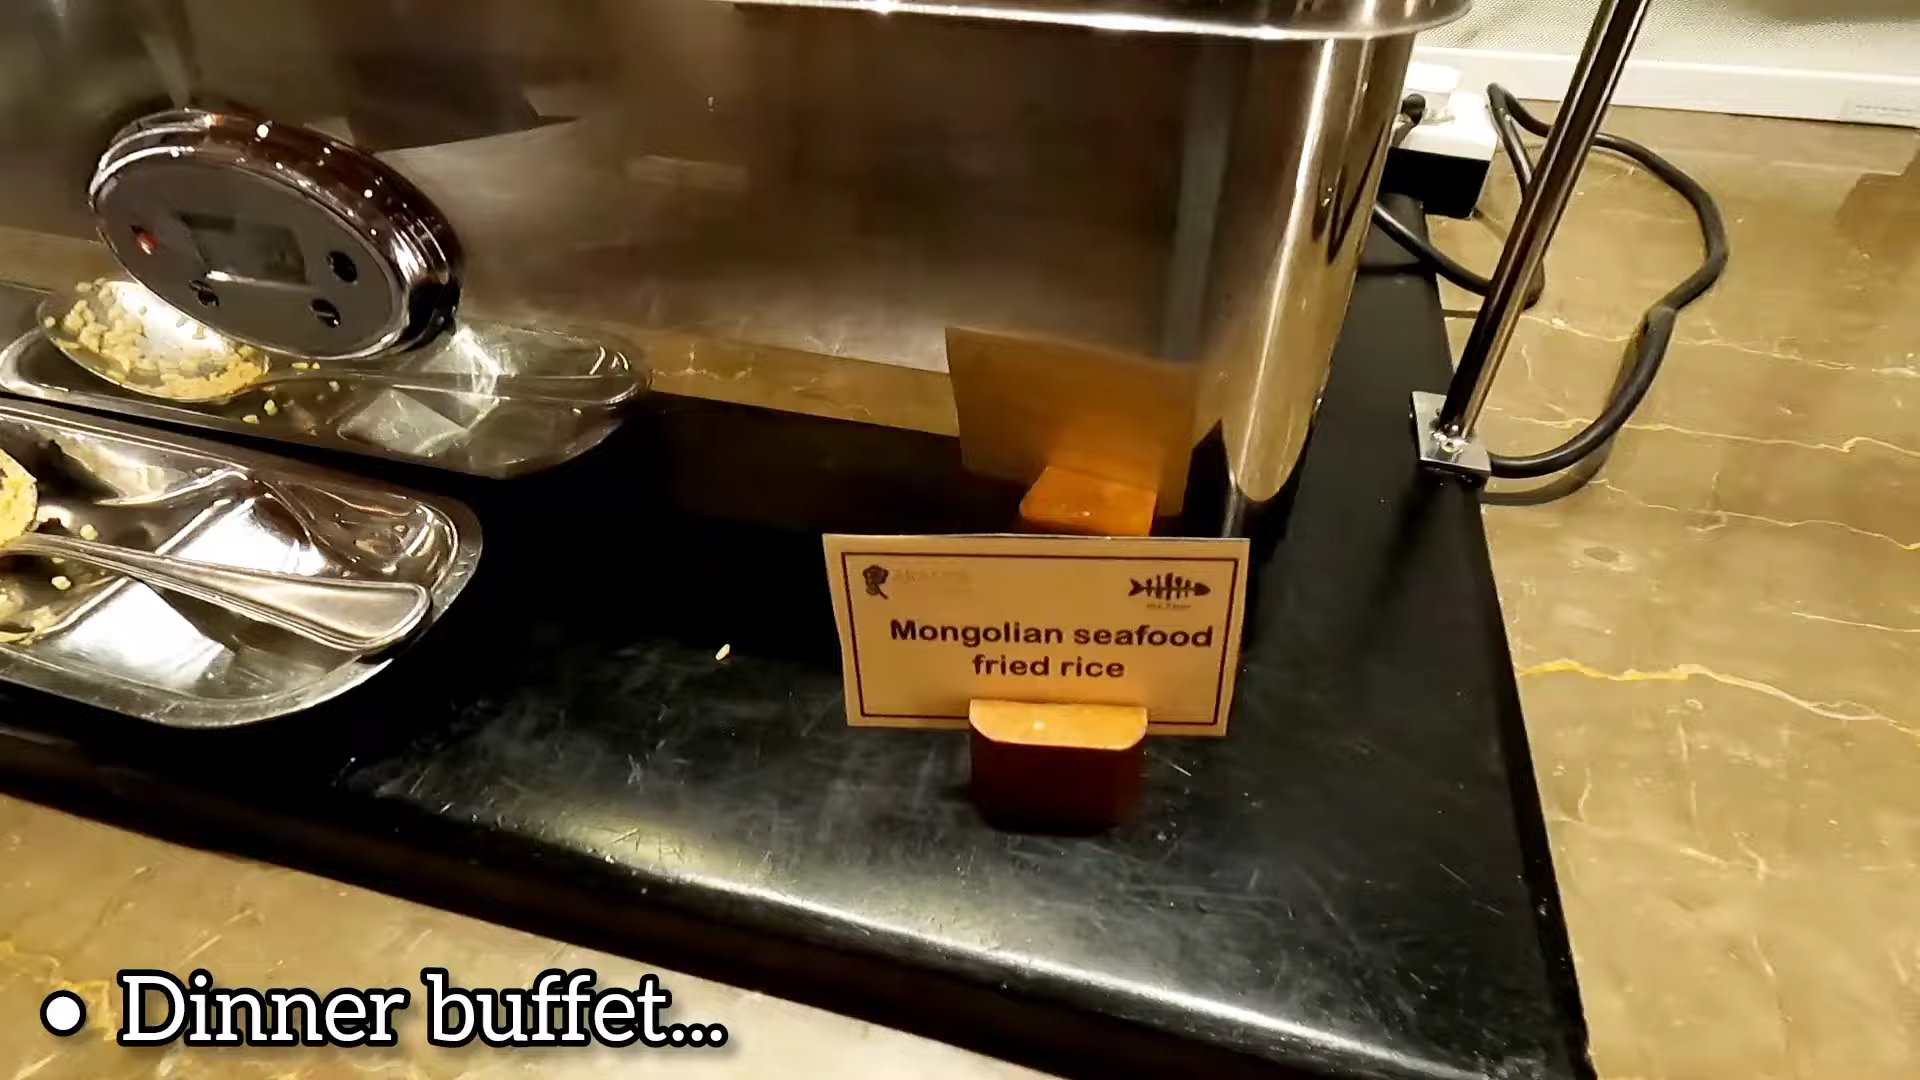 Mongolian seafood
fried rice
• Dinner buffet...